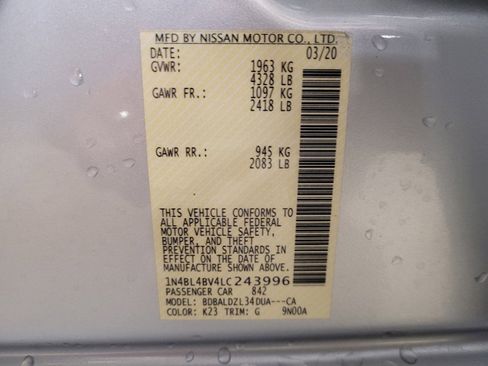 MFD BY NISSAN MOTOR CO., LTD.
DATE: 03/20
GVWR: 1963 KG
4328 LB
GAWR FR.: 1097 KG
2418 LB
GAWR RR.: 945 KG
2083 LB
THIS VEHICLE CONFORMS TO
ALL APPLICABLE FEDERAL
MOTOR VEHICLE SAFETY,
BUMPER, AND THEFT
PREVENTION STANDARDS IN
EFFECT ON THE DATE OF
MANUFACTURE SHOWN ABOVE.
1N4BL4BV4LC243996
PASSENGER CAR 842
MODEL: BDBALDZL34DUA---CA
COLOR: K23 TRIM: G 9N00A